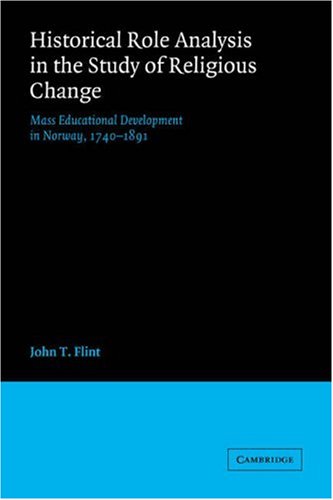 Historical Role Analysis
in the Study of Religious
Change
Mass Educational Development
in Norway, 1740–1891
John T. Flint
CAMBRIDGE